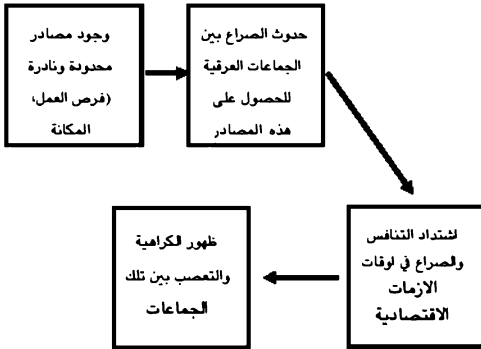 وجود مصادر
محدودة ونادرة
(فرص العمل،
المكانة
حدوث الصراع بين
الجماعات العرقية
للحصول على
هذه المصادر
اشتداد التنافس
والصراع في اوقات
الازمات
الاقتصادية
ظهور الكراهية
والتعصب بين تلك
الجماعات